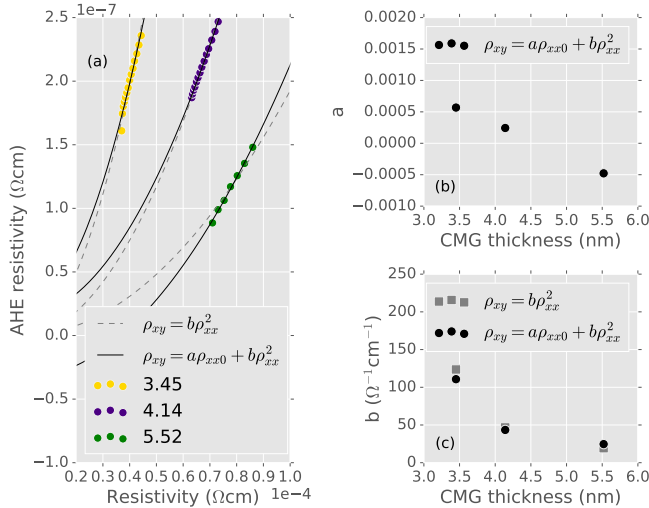 1e−7
(a)
2.5
2.0
1.5
1.0
0.5
0.0
−0.5
−1.0
AHE resistivity (Ωcm)
ρxy = bρ²xx
ρxy = aρxx0 + bρ²xx
3.45
4.14
5.52
0.2 0.3 0.4 0.5 0.6 0.7 0.8 0.9 1.0
Resistivity (Ωcm)
1e−4
0.0020
0.0015
0.0010
0.0005
0.0000
−0.0005
−0.0010
a
ρxy = aρxx0 + bρ²xx
(b)
3.0 3.5 4.0 4.5 5.0 5.5 6.0
CMG thickness (nm)
250
200
150
100
50
0
b (Ω⁻¹cm⁻¹)
ρxy = bρ²xx
ρxy = aρxx0 + bρ²xx
(c)
3.0 3.5 4.0 4.5 5.0 5.5 6.0
CMG thickness (nm)